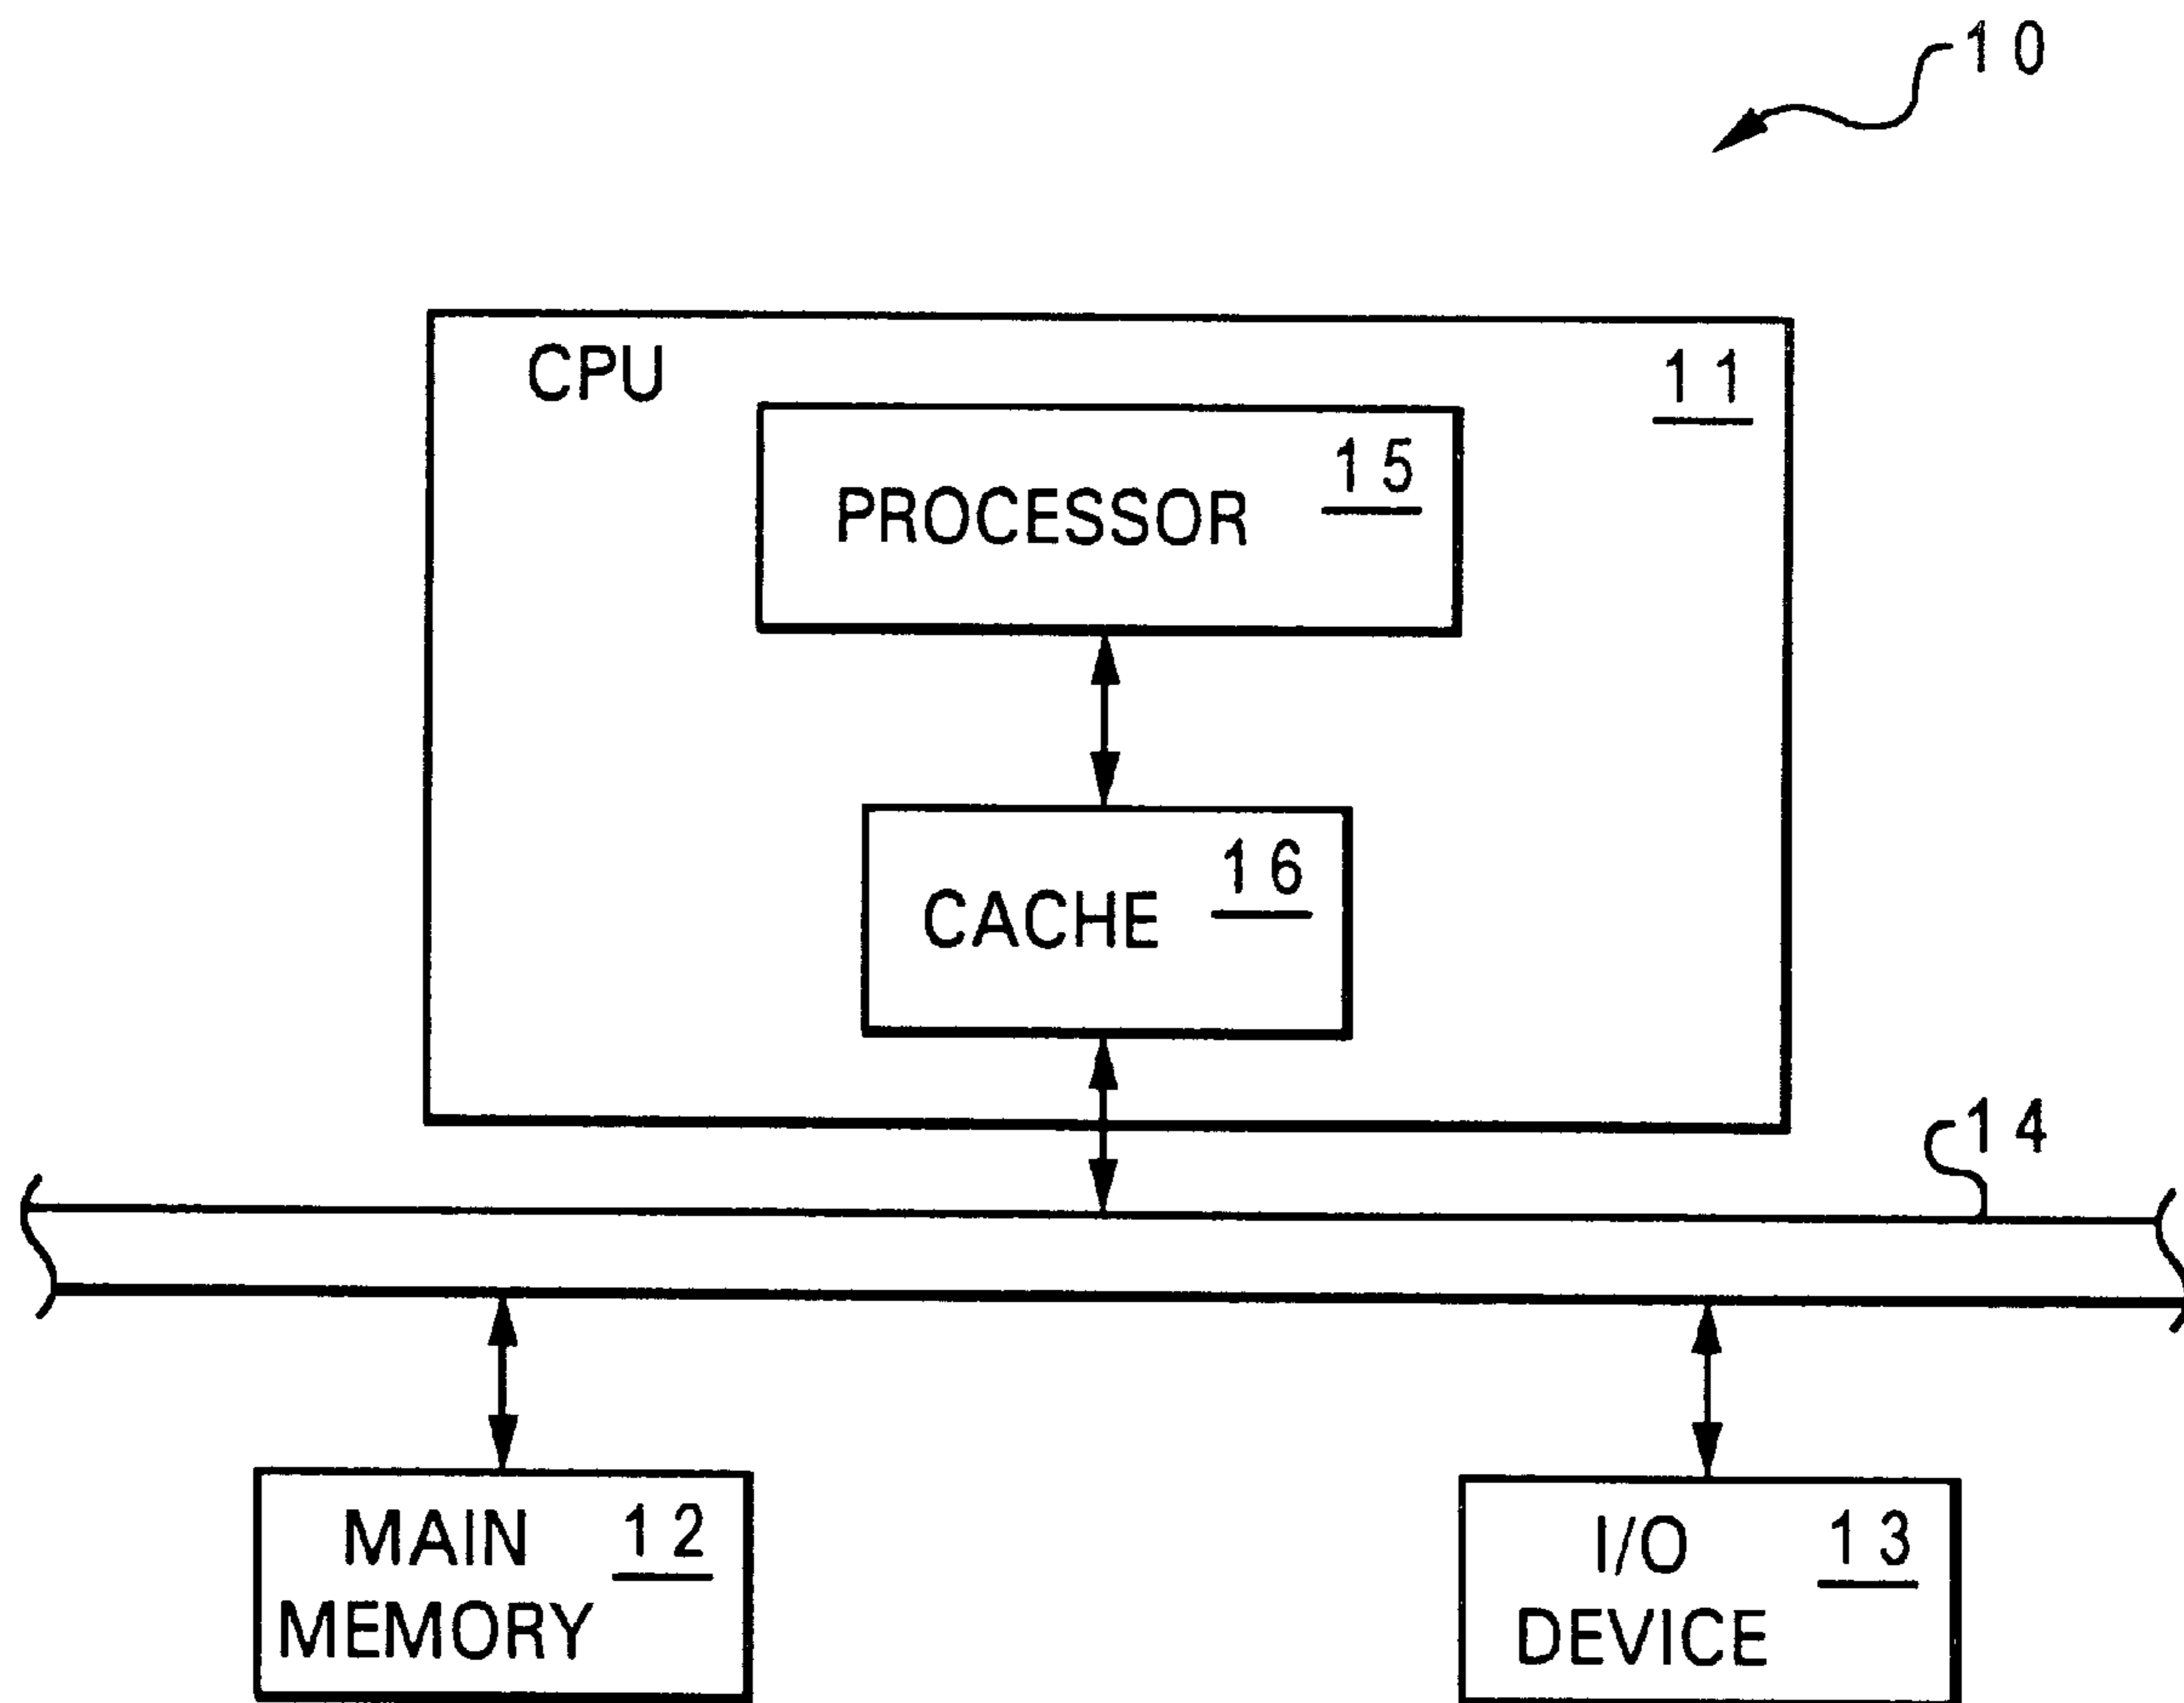 10
CPU
11
15
PROCESSOR
16
CACHE
14
MAIN
12
MEMORY
I/O
13
DEVICE